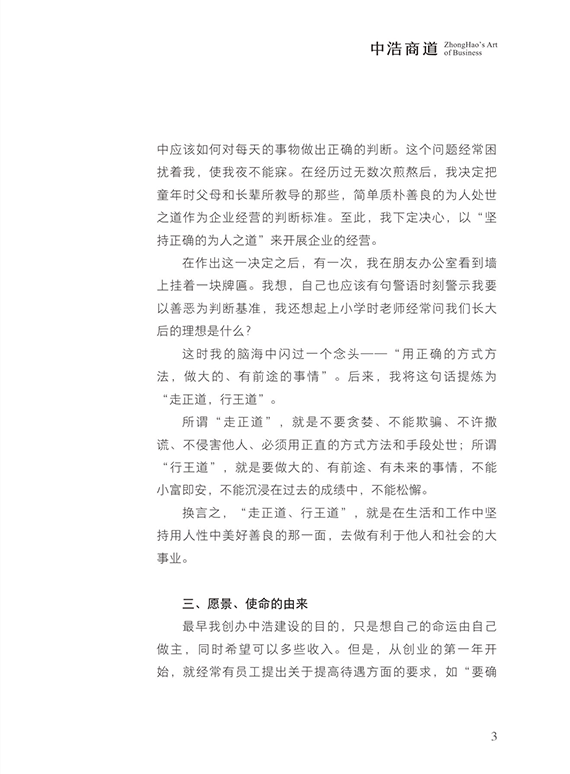 中浩商道 ZhongHao's Art
of Business
中应该如何对每天的事物做出正确的判断。这个问题经常困
扰着我，使我夜不能寐。在经历过无数次煎熬后，我决定把
童年时父母和长辈所教导的那些，简单质朴善良的为人处世
之道作为企业经营的判断标准。至此，我下定决心，以“坚
持正确的为人之道”来开展企业的经营。
在作出这一决定之后，有一次，我在朋友办公室看到墙
上挂着一块牌匾。我想，自己也应该有句警语时刻警示我要
以善恶为判断基准，我还想起上小学时老师经常问我们长大
后的理想是什么？
这时我的脑海中闪过一个念头——“用正确的方式方
法，做大的、有前途的事情”。后来，我将这句话提炼为
“走正道，行王道”。
所谓“走正道”，就是不要贪婪、不能欺骗、不许撒
谎、不侵害他人、必须用正直的方式方法和手段处世；所谓
“行王道”，就是要做大的、有前途、有未来的事情，不能
小富即安，不能沉浸在过去的成绩中，不能松懈。
换言之，“走正道、行王道”，就是在生活和工作中坚
持用人性中美好善良的那一面，去做有利于他人和社会的大
事业。
三、愿景、使命的由来
最早我创办中浩建设的目的，只是想自己的命运由自己
做主，同时希望可以多些收入。但是，从创业的第一年开
始，就经常有员工提出关于提高待遇方面的要求，如“要确
3